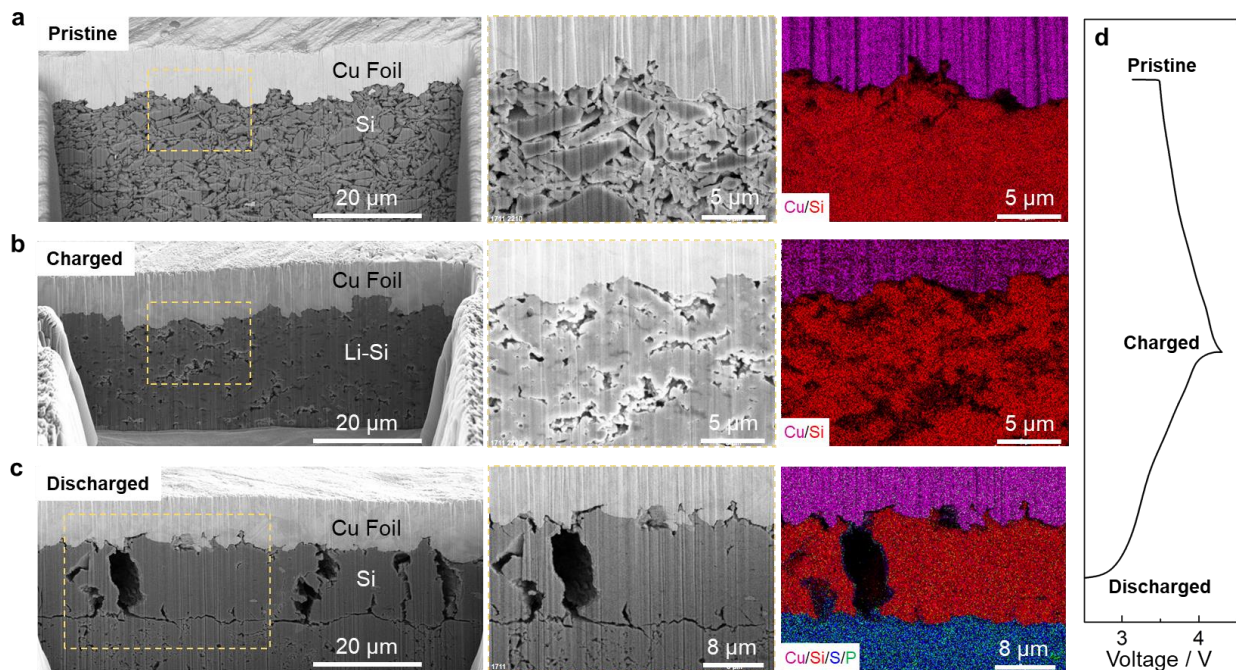 a
Pristine
Cu Foil
Si
20 µm
5 µm
Cu/Si
5 µm
b
Charged
Cu Foil
Li-Si
20 µm
5 µm
Cu/Si
5 µm
c
Discharged
Cu Foil
Si
20 µm
1711
8 µm
Cu/Si/S/P
8 µm
d
Pristine
Charged
Discharged
3
4
Voltage / V